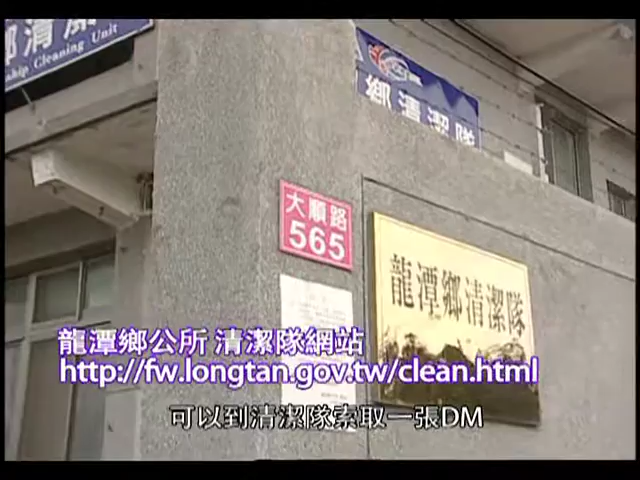 鄉清潔
ship Cleaning Unit
鄉清潔隊
大順路
565
龍潭鄉清潔隊
龍潭鄉公所 清潔隊網站
http://fw.longtan.gov.tw/clean.html
可以到清潔隊索取一張DM